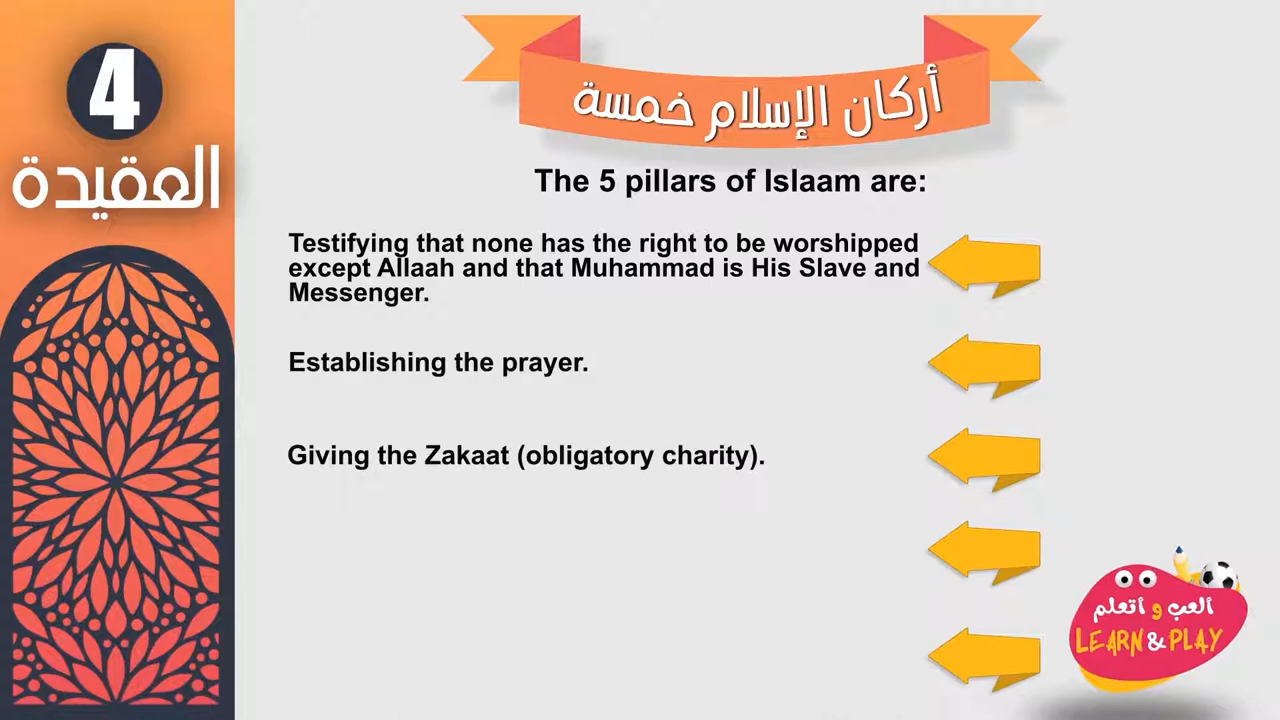 4
العقيدة
أركان الإسلام خمسة
The 5 pillars of Islaam are:
Testifying that none has the right to be worshipped
except Allaah and that Muhammad is His Slave and
Messenger.
Establishing the prayer.
Giving the Zakaat (obligatory charity).
ألعب و أتعلم
LEARN & PLAY